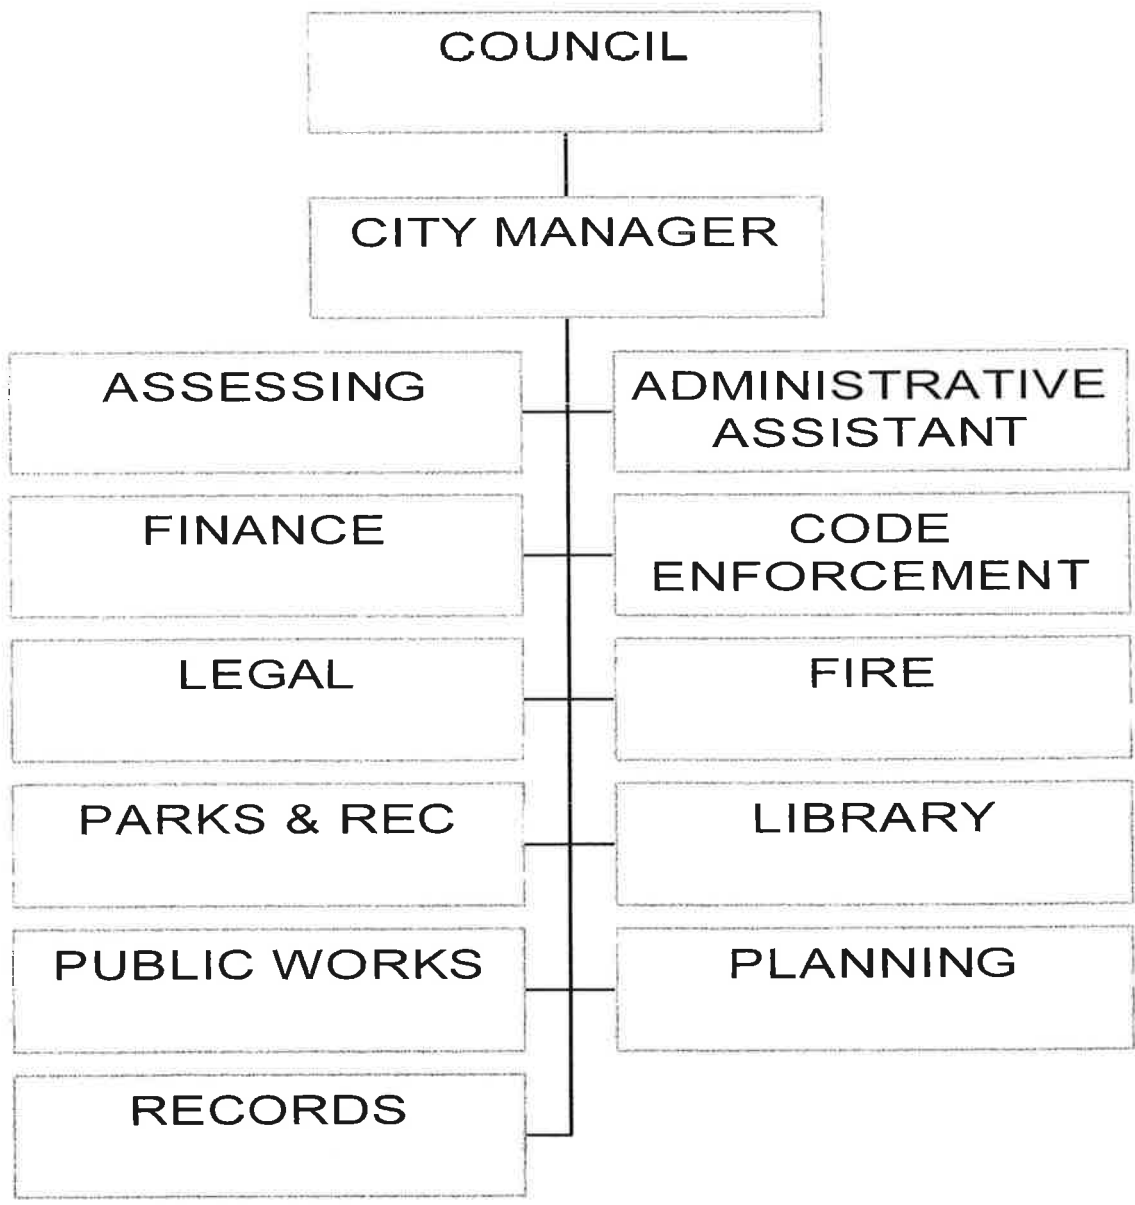 COUNCIL
CITY MANAGER
ASSESSING
ADMINISTRATIVE
ASSISTANT
FINANCE
CODE
ENFORCEMENT
LEGAL
FIRE
PARKS & REC
LIBRARY
PUBLIC WORKS
PLANNING
RECORDS